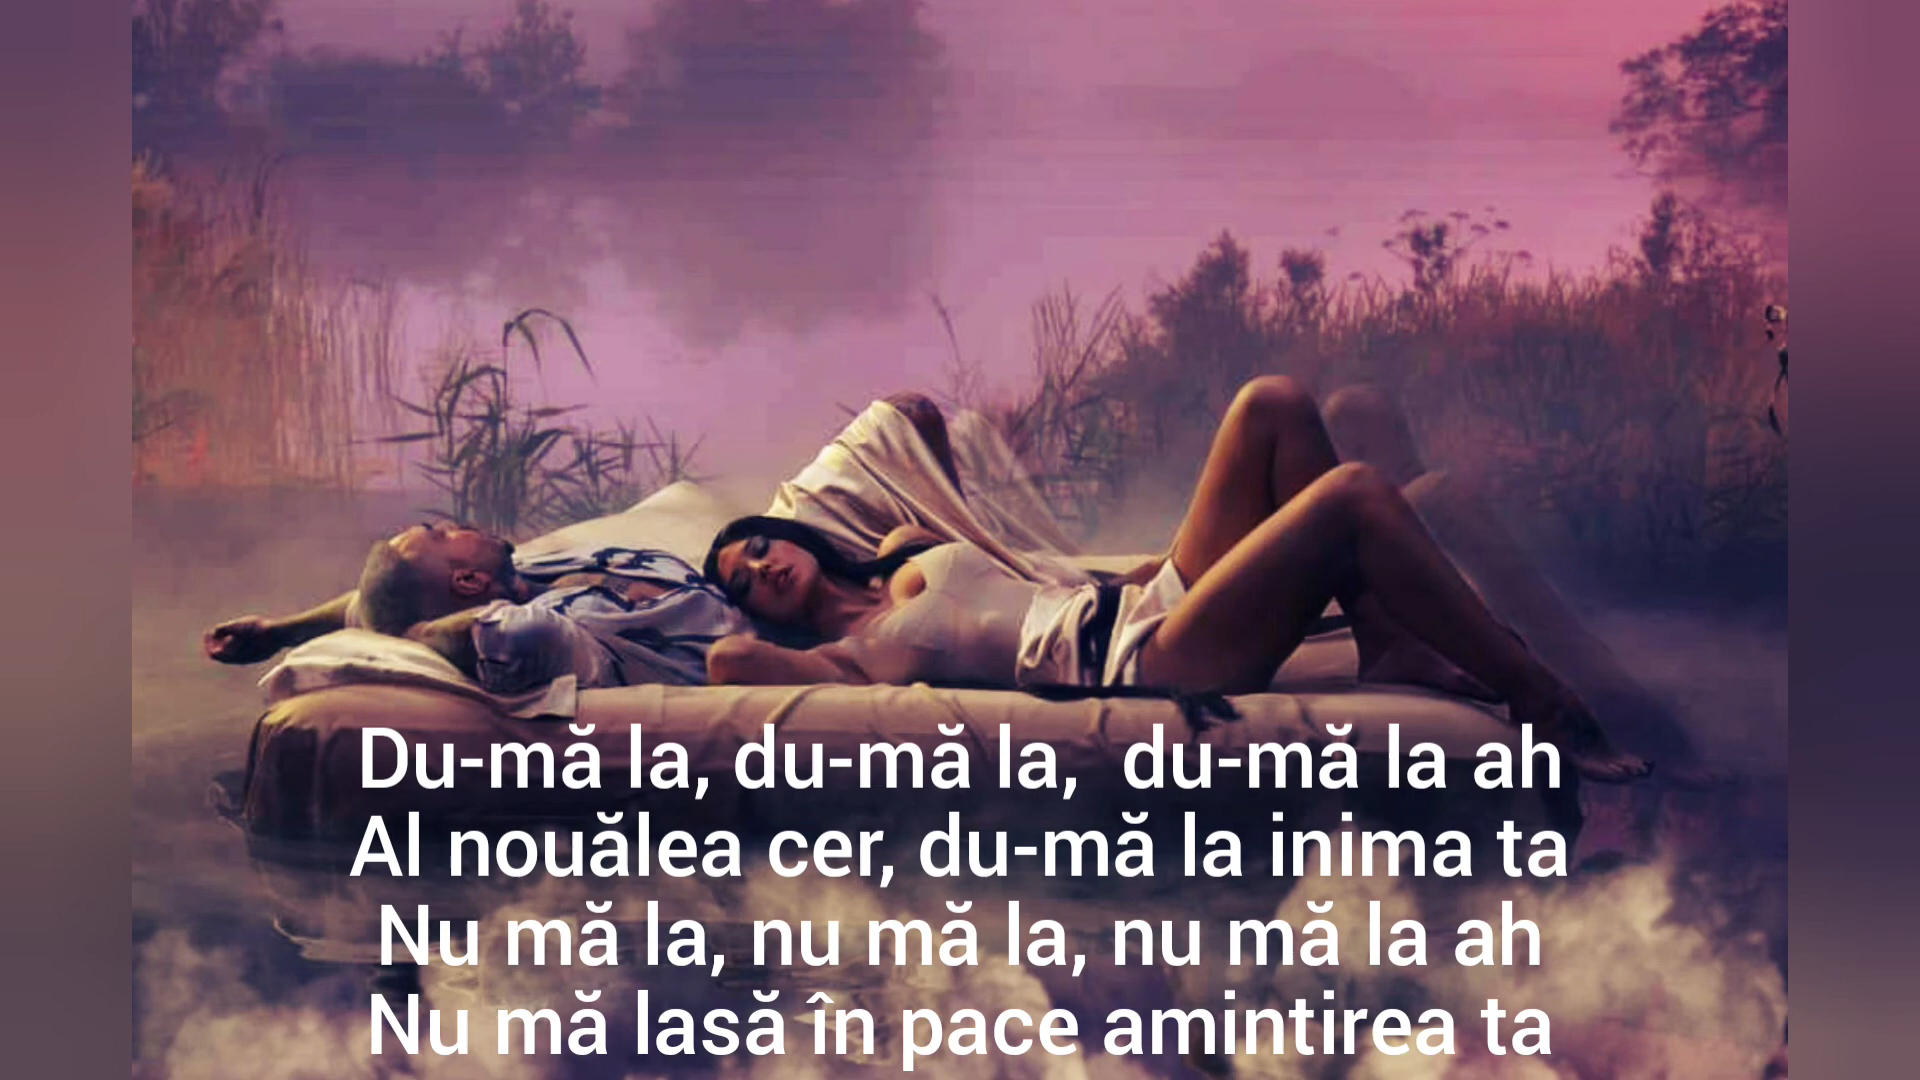 Du-mă la, du-mă la,  du-mă la ah
Al nouălea cer, du-mă la inima ta
Nu mă la, nu mă la, nu mă la ah
Nu mă lasă în pace amintirea ta